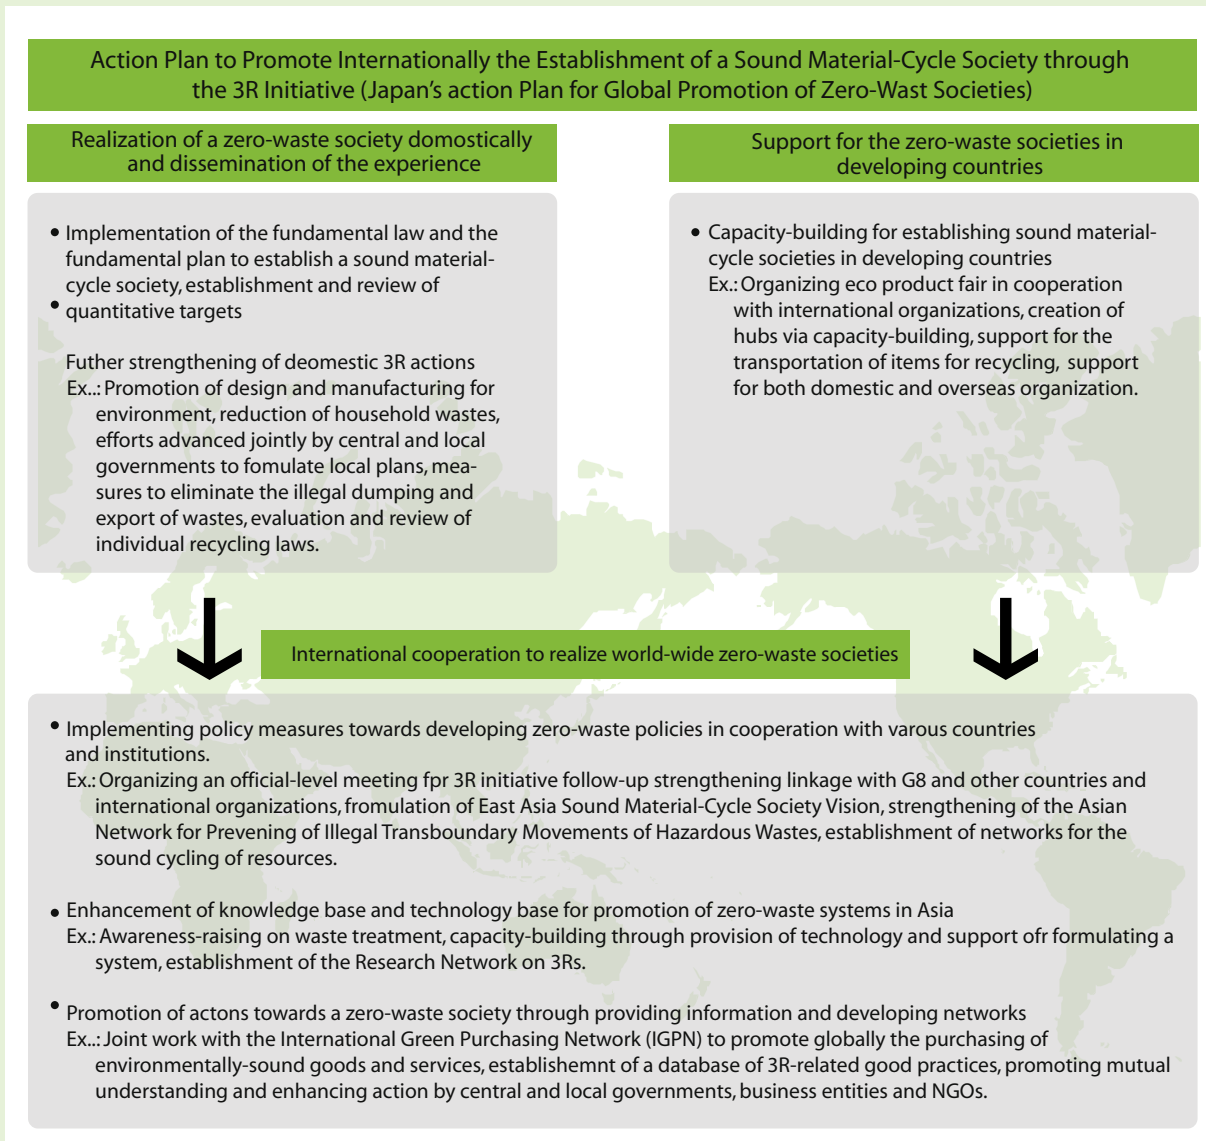 Action Plan to Promote Internationally the Establishment of a Sound Material-Cycle Society through
the 3R Initiative (Japan's action Plan for Global Promotion of Zero-Wast Societies)
Realization of a zero-waste society domostically
and dissemination of the experience
• Implementation of the fundamental law and the
fundamental plan to establish a sound material-
cycle society, establishment and review of
• quantitative targets
Futher strengthening of deomestic 3R actions
Ex..: Promotion of design and manufacturing for
environment, reduction of household wastes,
efforts advanced jointly by central and local
governments to fomulate local plans, mea-
sures to eliminate the illegal dumping and
export of wastes, evaluation and review of
individual recycling laws.
Support for the zero-waste societies in
developing countries
• Capacity-building for establishing sound material-
cycle societies in developing countries
Ex.: Organizing eco product fair in cooperation
with international organizations, creation of
hubs via capacity-building, support for the
transportation of items for recycling, support
for both domestic and overseas organization.
International cooperation to realize world-wide zero-waste societies
• Implementing policy measures towards developing zero-waste policies in cooperation with varous countries
and institutions.
Ex.: Organizing an official-level meeting fpr 3R initiative follow-up strengthening linkage with G8 and other countries and
international organizations, fromulation of East Asia Sound Material-Cycle Society Vision, strengthening of the Asian
Network for Prevening of Illegal Transboundary Movements of Hazardous Wastes, establishment of networks for the
sound cycling of resources.
• Enhancement of knowledge base and technology base for promotion of zero-waste systems in Asia
Ex.: Awareness-raising on waste treatment, capacity-building through provision of technology and support ofr formulating a
system, establishment of the Research Network on 3Rs.
• Promotion of actons towards a zero-waste society through providing information and developing networks
Ex..: Joint work with the International Green Purchasing Network (IGPN) to promote globally the purchasing of
environmentally-sound goods and services, establishemnt of a database of 3R-related good practices, promoting mutual
understanding and enhancing action by central and local governments, business entities and NGOs.